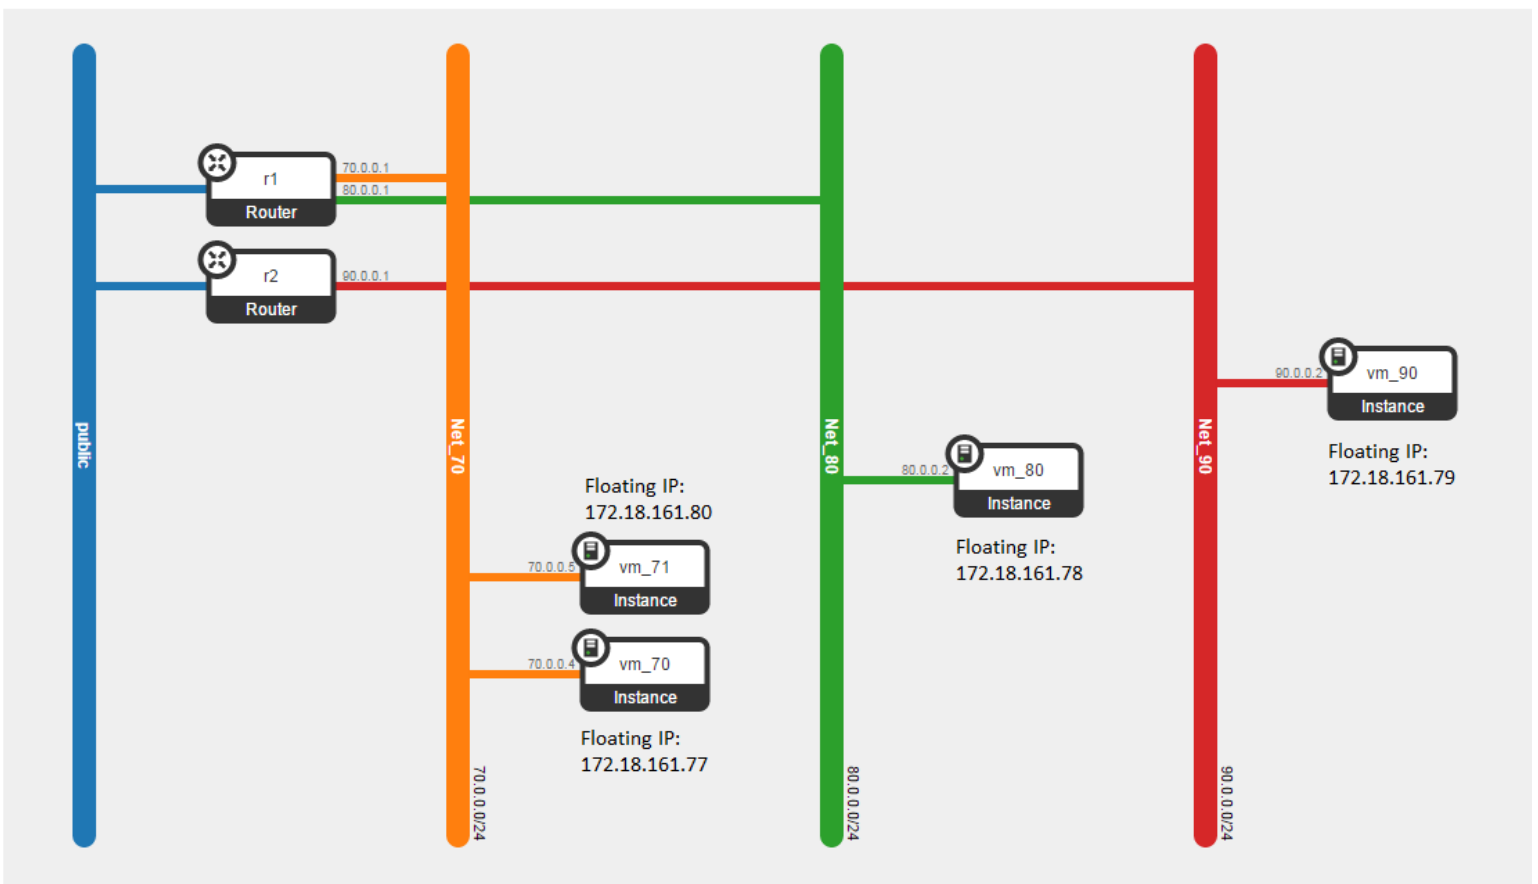 r1
Router
70.0.0.1
80.0.0.1
r2
Router
90.0.0.1
public
Net_70
Net_80
Net_90
90.0.0.2
vm_90
Instance
Floating IP:
172.18.161.79
80.0.0.2
vm_80
Instance
Floating IP:
172.18.161.78
Floating IP:
172.18.161.80
70.0.0.5
vm_71
Instance
70.0.0.4
vm_70
Instance
Floating IP:
172.18.161.77
70.0.0.0/24
80.0.0.0/24
90.0.0.0/24